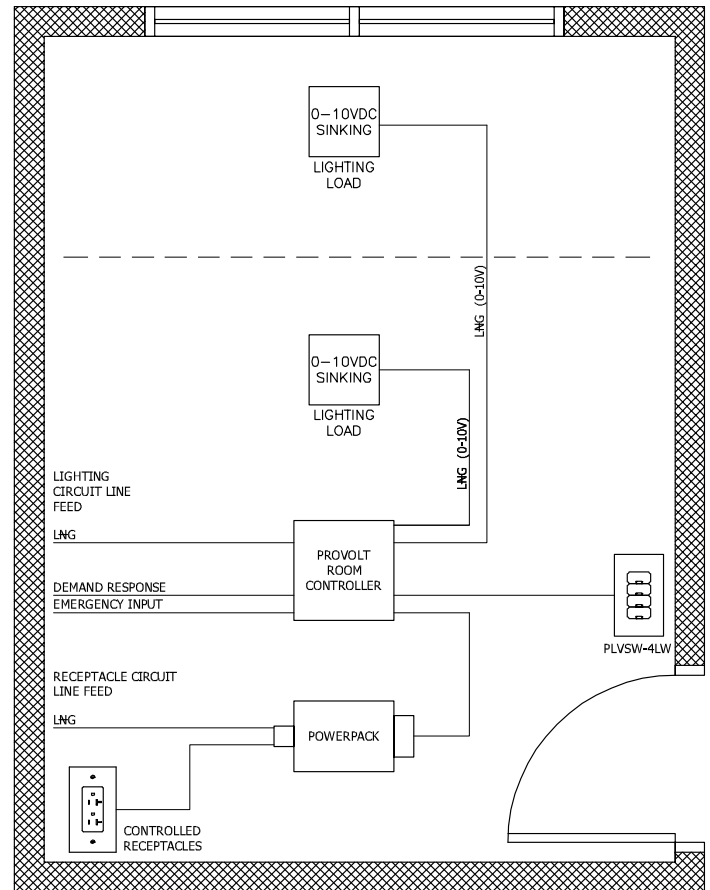 0-10VDC
SINKING
LIGHTING
LOAD
LNG (0-10V)
0-10VDC
SINKING
LIGHTING
LOAD
LNG (0-10V)
LIGHTING
CIRCUIT LINE
FEED
LNG
PROVOLT
ROOM
CONTROLLER
DEMAND RESPONSE
EMERGENCY INPUT
PLVSW-4LW
RECEPTACLE CIRCUIT
LINE FEED
LNG
POWERPACK
CONTROLLED
RECEPTACLES